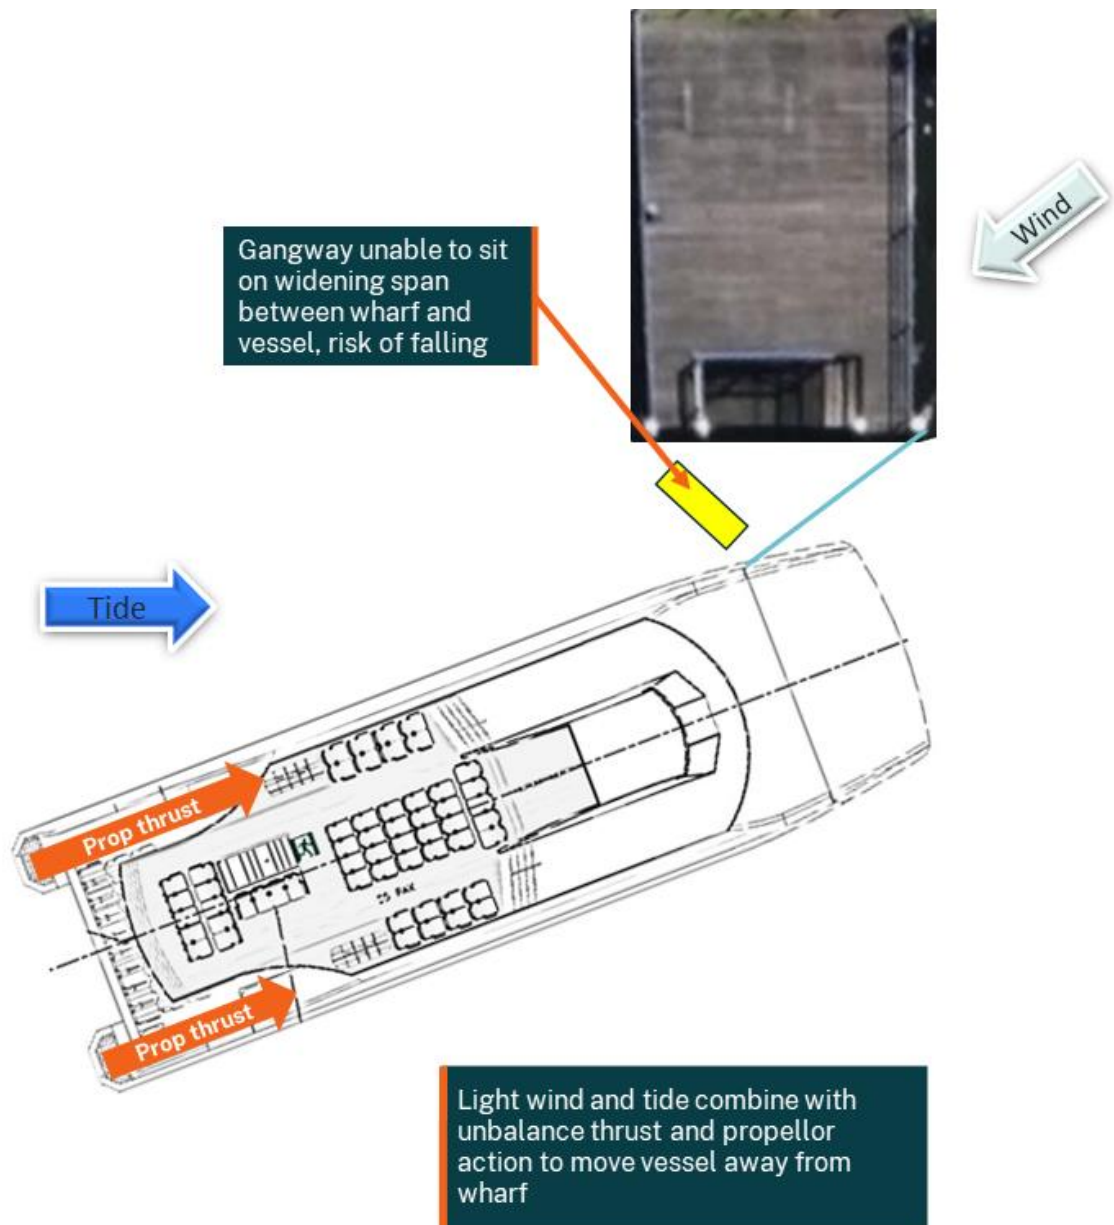 Wind
Gangway unable to sit
on widening span
between wharf and
vessel, risk of falling
Tide
Prop thrust
Prop thrust
Light wind and tide combine with
unbalance thrust and propellor
action to move vessel away from
wharf